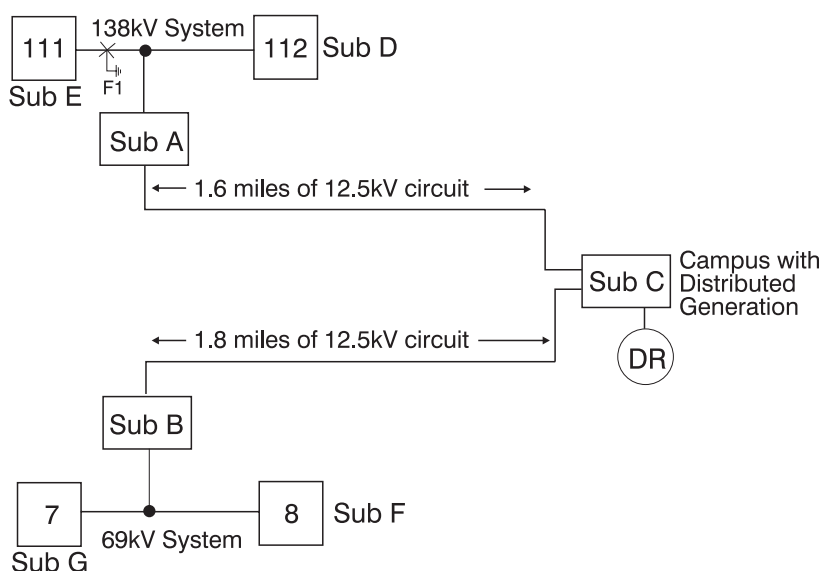 138kV System
111
112
Sub D
F1
Sub E
Sub A
1.6 miles of 12.5kV circuit
Sub C
Campus with
Distributed
Generation
1.8 miles of 12.5kV circuit
DR
Sub B
7
8
Sub F
69kV System
Sub G